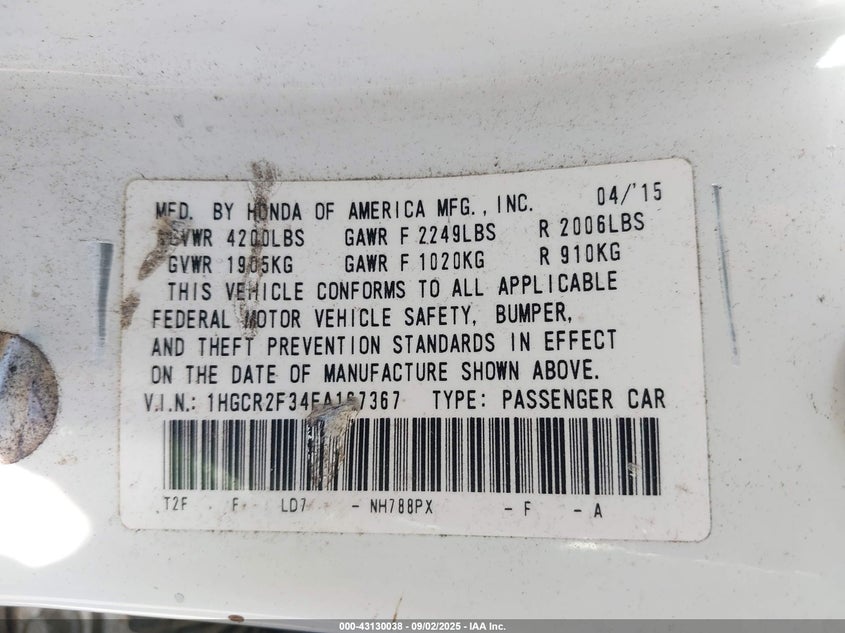 MFD. BY HONDA OF AMERICA MFG., INC. 04/'15
GVWR 4200LBS GAWR F 2249LBS R 2006LBS
GVWR 1905KG GAWR F 1020KG R 910KG
THIS VEHICLE CONFORMS TO ALL APPLICABLE
FEDERAL MOTOR VEHICLE SAFETY, BUMPER,
AND THEFT PREVENTION STANDARDS IN EFFECT
ON THE DATE OF MANUFACTURE SHOWN ABOVE.
V.I.N.: 1HGCR2F34FA167367 TYPE: PASSENGER CAR
T2F F LD7 - NH788PX - F - A
000-43130038 - 09/02/2025 - IAA Inc.